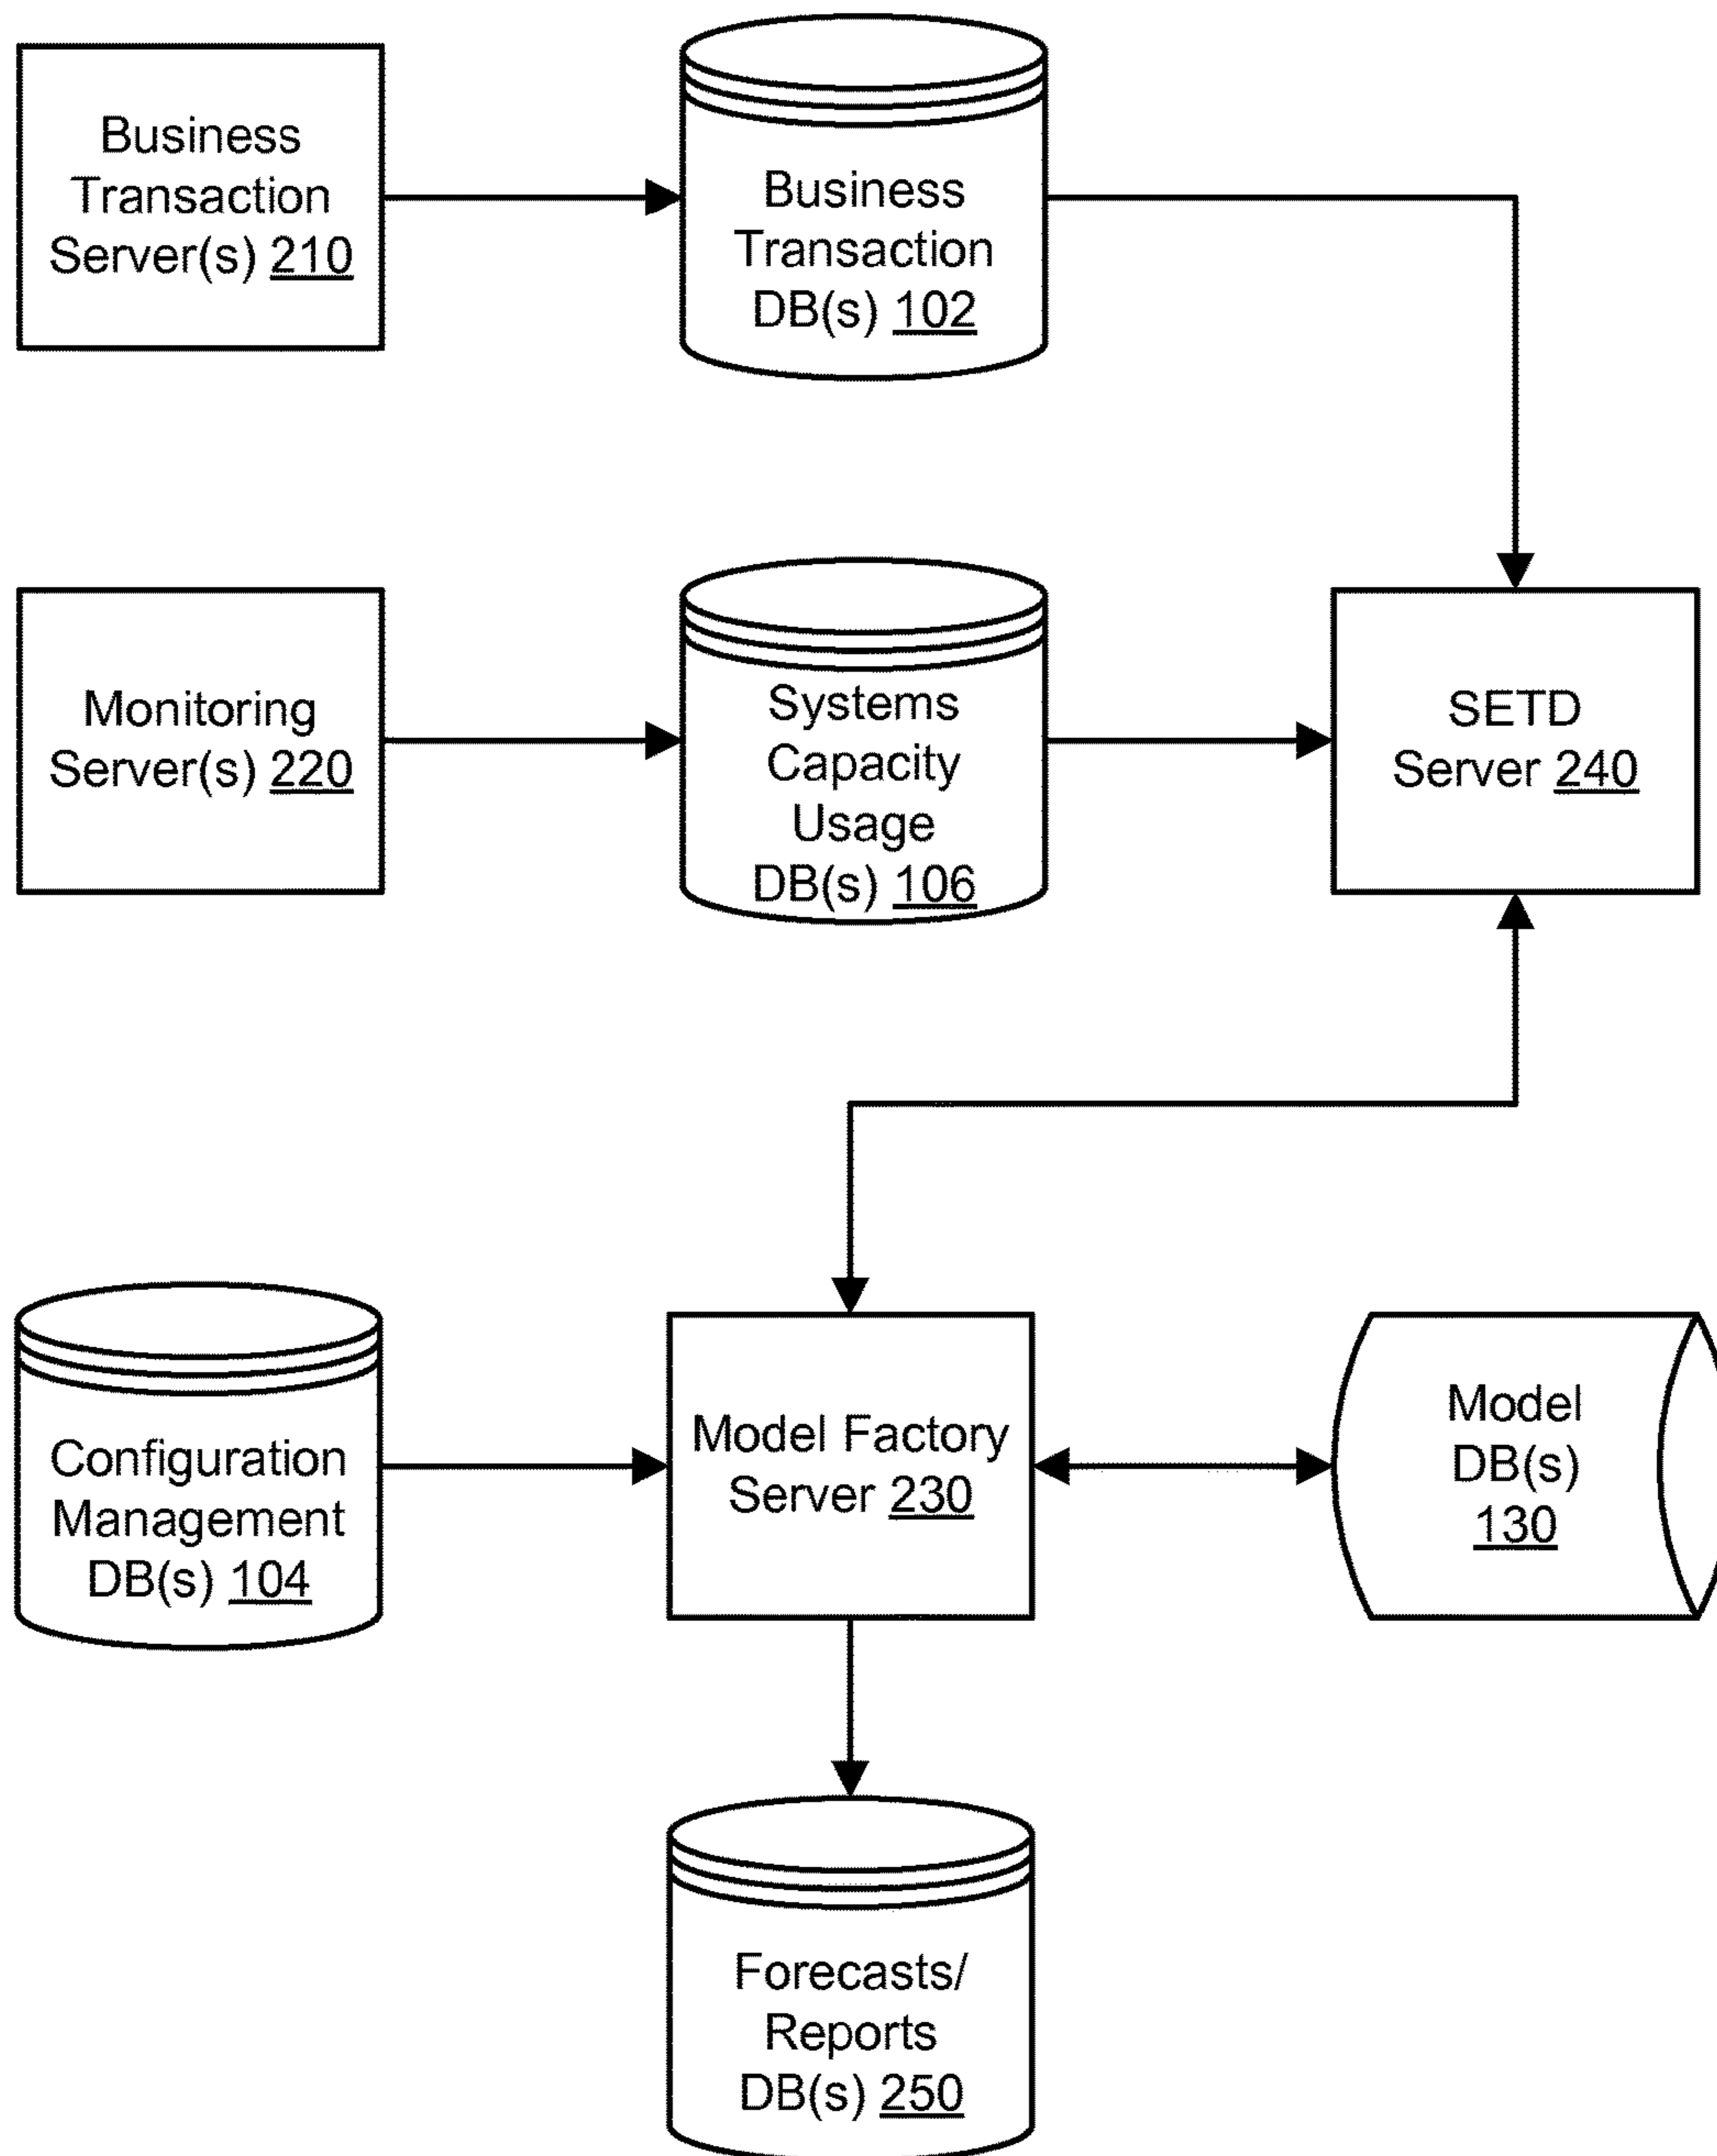 Business
Transaction
Server(s) 210
Business
Transaction
DB(s) 102
Monitoring
Server(s) 220
Systems
Capacity
Usage
DB(s) 106
SETD
Server 240
Configuration
Management
DB(s) 104
Model Factory
Server 230
Model
DB(s)
130
Forecasts/
Reports
DB(s) 250